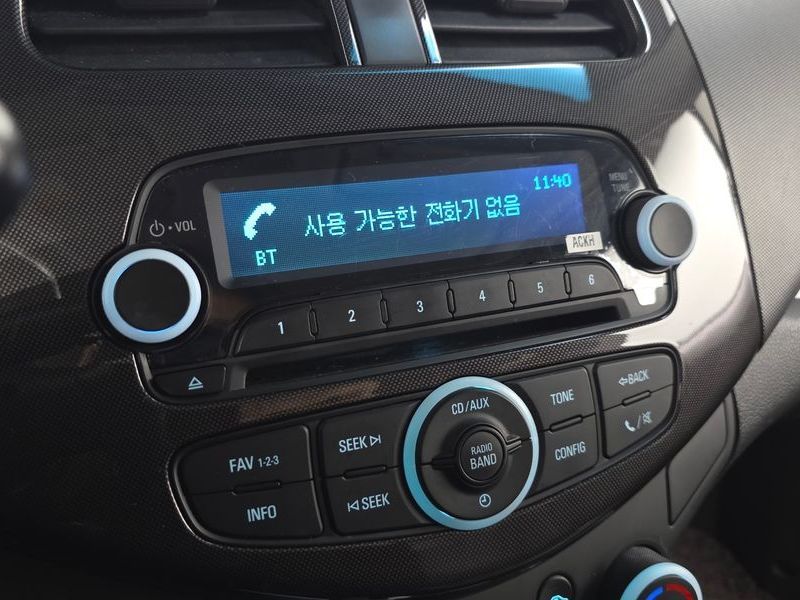 MENU
TUNE
11:40
사용 가능한 전화기 없음
BT
VOL
ACKH
1 2 3 4 5 6
CD/AUX
TONE
BACK
FAV 1-2-3
SEEK
RADIO
BAND
CONFIG
INFO
SEEK